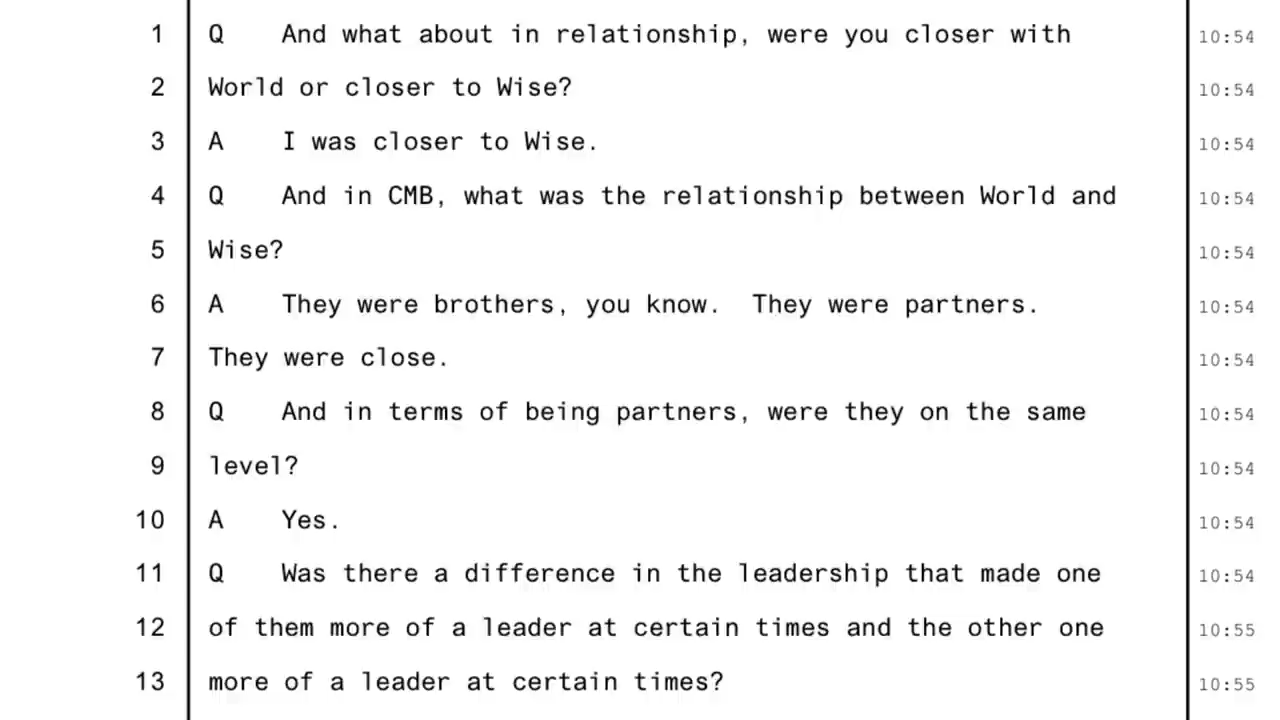 1 Q And what about in relationship, were you closer with 10:54
2 World or closer to Wise? 10:54
3 A I was closer to Wise. 10:54
4 Q And in CMB, what was the relationship between World and 10:54
5 Wise? 10:54
6 A They were brothers, you know. They were partners. 10:54
7 They were close. 10:54
8 Q And in terms of being partners, were they on the same 10:54
9 level? 10:54
10 A Yes. 10:54
11 Q Was there a difference in the leadership that made one 10:54
12 of them more of a leader at certain times and the other one 10:55
13 more of a leader at certain times? 10:55